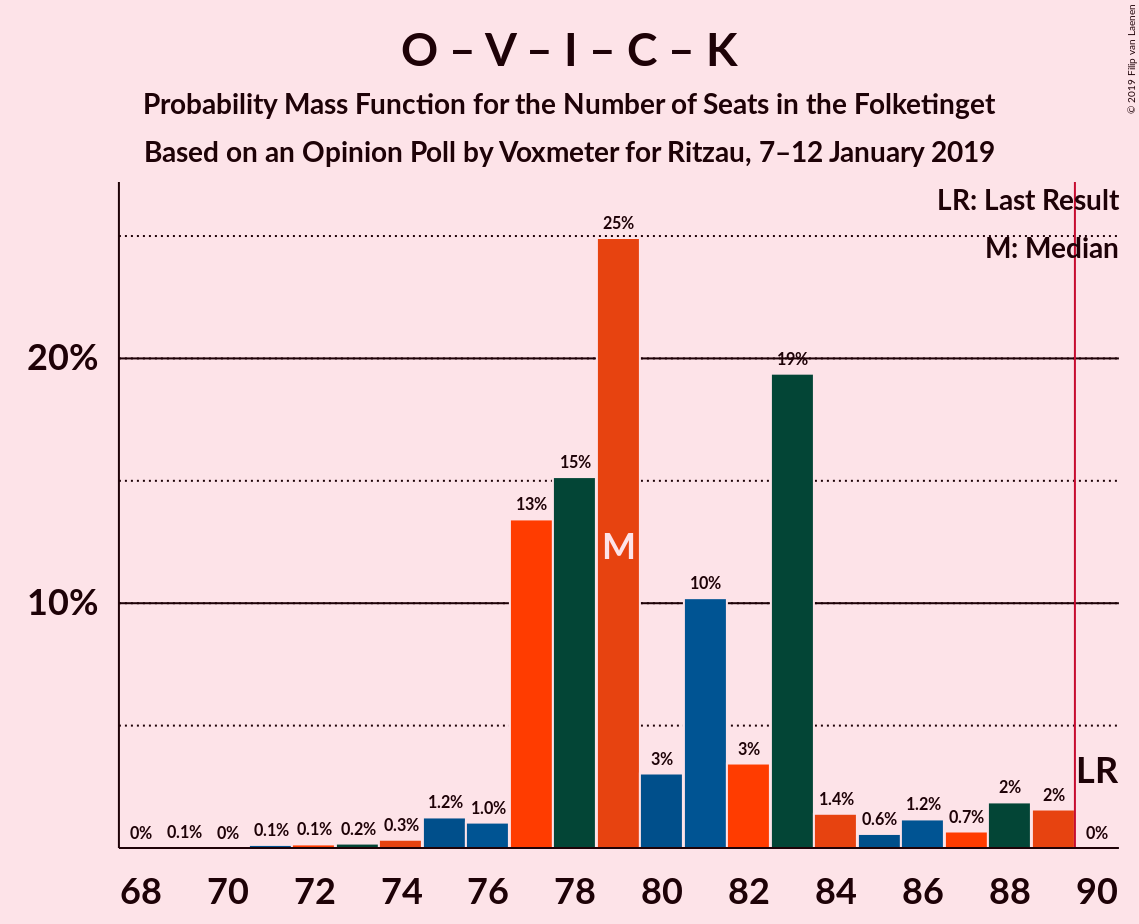 O – V – I – C – K
Probability Mass Function for the Number of Seats in the Folketinget
Based on an Opinion Poll by Voxmeter for Ritzau, 7–12 January 2019
© 2019 Filip van Laenen
LR: Last Result
M: Median
25%
20%
19%
15%
13%
M
10%
10%
3%
3%
LR
1.2%
1.0%
1.4%
0.6%
1.2%
0.7%
2%
2%
0%
0%
0.1%
0%
0.1%
0.1%
0.2%
0.3%
68 70 72 74 76 78 80 82 84 86 88 90